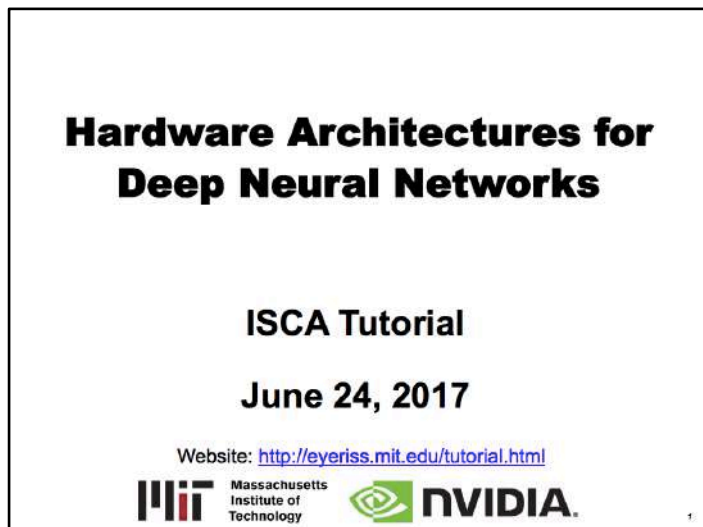 Hardware Architectures for
Deep Neural Networks
ISCA Tutorial
June 24, 2017
Website: http://eyeriss.mit.edu/tutorial.html
Massachusetts
Institute of
Technology
NVIDIA.
1